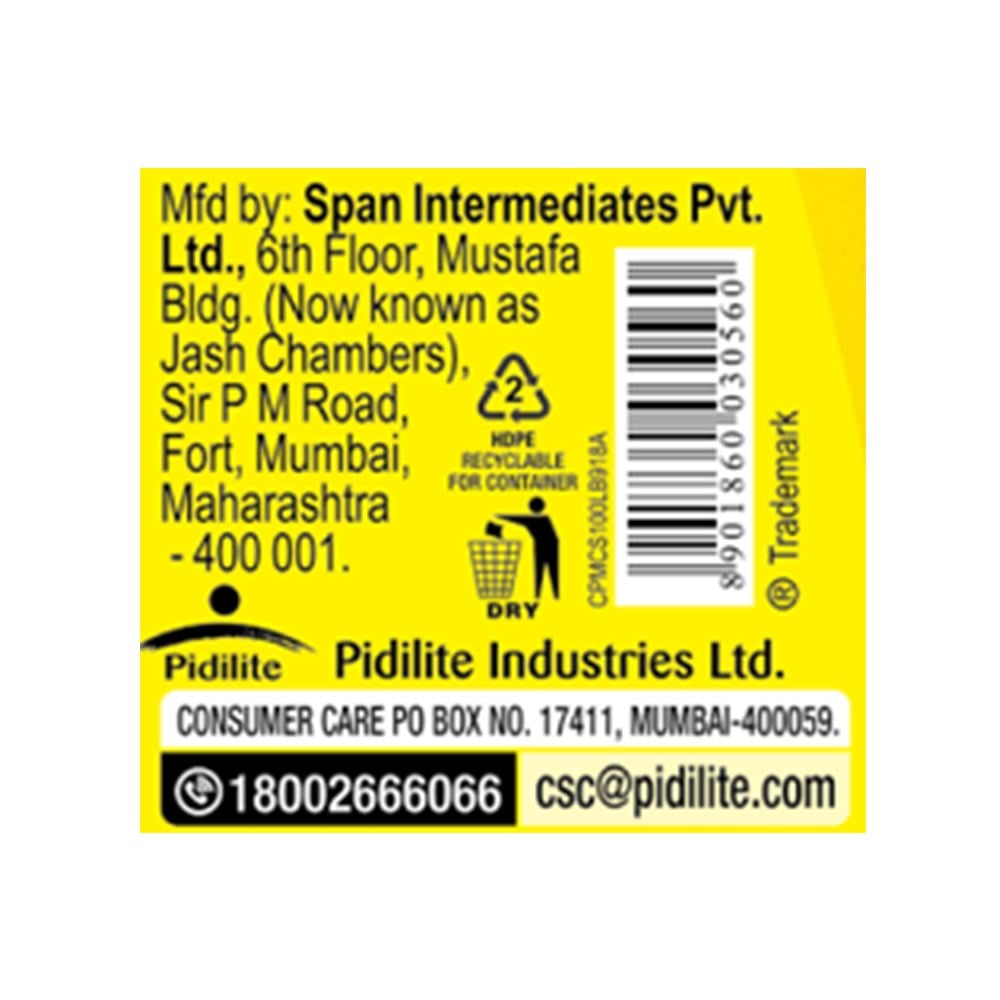 Mfd by: Span Intermediates Pvt.
Ltd., 6th Floor, Mustafa
Bldg. (Now known as
Jash Chambers),
Sir P M Road,
Fort, Mumbai,
Maharashtra
- 400 001.
2
HDPE
RECYCLABLE
FOR CONTAINER
DRY
CPMCS100LB918A
8 901860 030560
® Trademark
Pidilite
Pidilite Industries Ltd.
CONSUMER CARE PO BOX NO. 17411, MUMBAI-400059.
18002666066
csc@pidilite.com